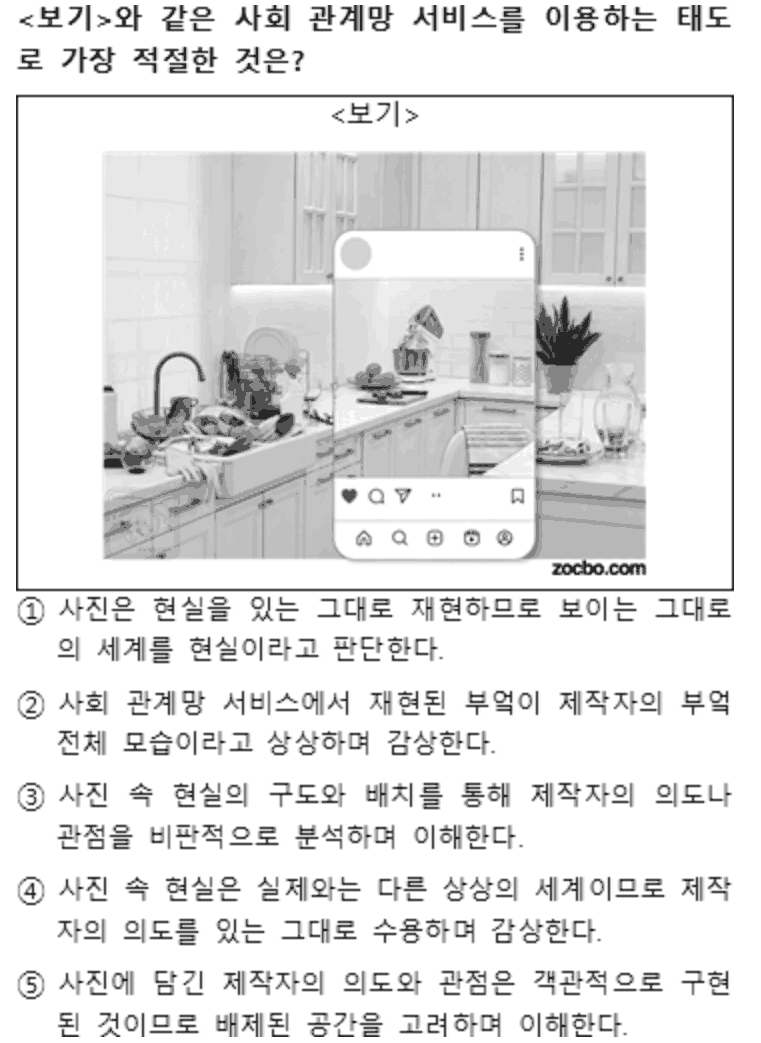 <보기>와 같은 사회 관계망 서비스를 이용하는 태도
로 가장 적절한 것은?
<보기>
zocbo.com
① 사진은 현실을 있는 그대로 재현하므로 보이는 그대로
의 세계를 현실이라고 판단한다.
② 사회 관계망 서비스에서 재현된 부엌이 제작자의 부엌
전체 모습이라고 상상하며 감상한다.
③ 사진 속 현실의 구도와 배치를 통해 제작자의 의도나
관점을 비판적으로 분석하며 이해한다.
④ 사진 속 현실은 실제와는 다른 상상의 세계이므로 제작
자의 의도를 있는 그대로 수용하며 감상한다.
⑤ 사진에 담긴 제작자의 의도와 관점은 객관적으로 구현
된 것이므로 배제된 공간을 고려하며 이해한다.